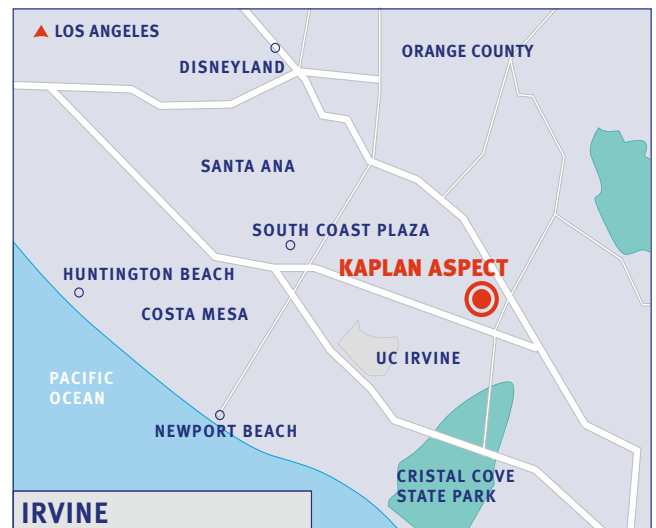 LOS ANGELES
ORANGE COUNTY
DISNEYLAND
SANTA ANA
SOUTH COAST PLAZA
KAPLAN ASPECT
HUNTINGTON BEACH
COSTA MESA
UC IRVINE
PACIFIC
OCEAN
NEWPORT BEACH
CRISTAL COVE
STATE PARK
IRVINE